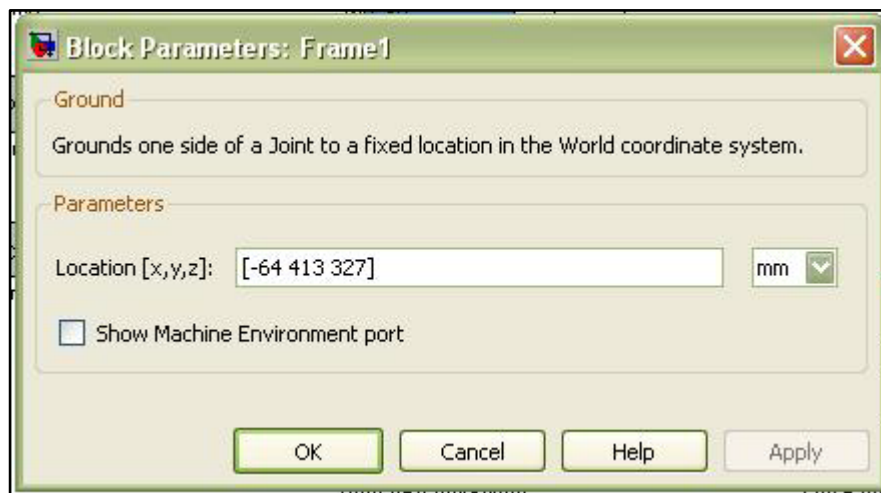 Block Parameters: Frame1
Ground
Grounds one side of a Joint to a fixed location in the World coordinate system.
Parameters
Location [x,y,z]: [-64 413 327] mm
Show Machine Environment port
OK Cancel Help Apply